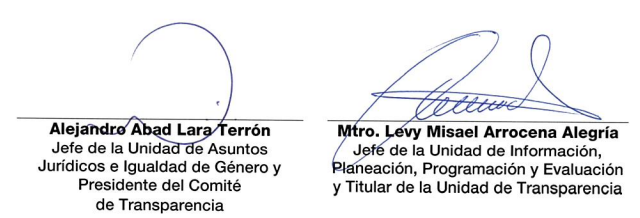 Alejandro Abad Lara Terrón
Jefe de la Unidad de Asuntos
Jurídicos e Igualdad de Género y
Presidente del Comité
de Transparencia
Mtro. Levy Misael Arrocena Alegría
Jefe de la Unidad de Información,
Planeación, Programación y Evaluación
y Titular de la Unidad de Transparencia